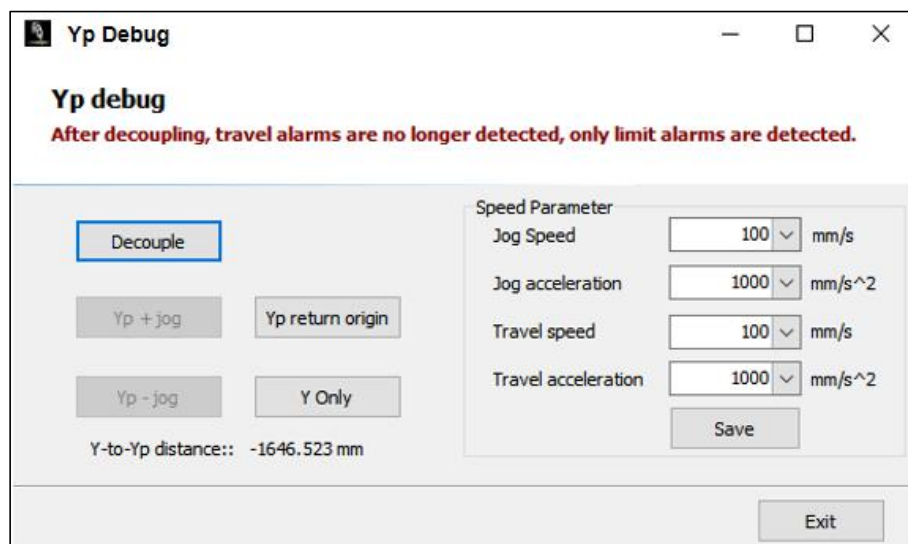 Yp Debug
Yp debug
After decoupling, travel alarms are no longer detected, only limit alarms are detected.
Decouple
Yp + jog
Yp return origin
Yp - jog
Y Only
Y-to-Yp distance:: -1646.523 mm
Speed Parameter
Jog Speed 100 mm/s
Jog acceleration 1000 mm/s^2
Travel speed 100 mm/s
Travel acceleration 1000 mm/s^2
Save
Exit